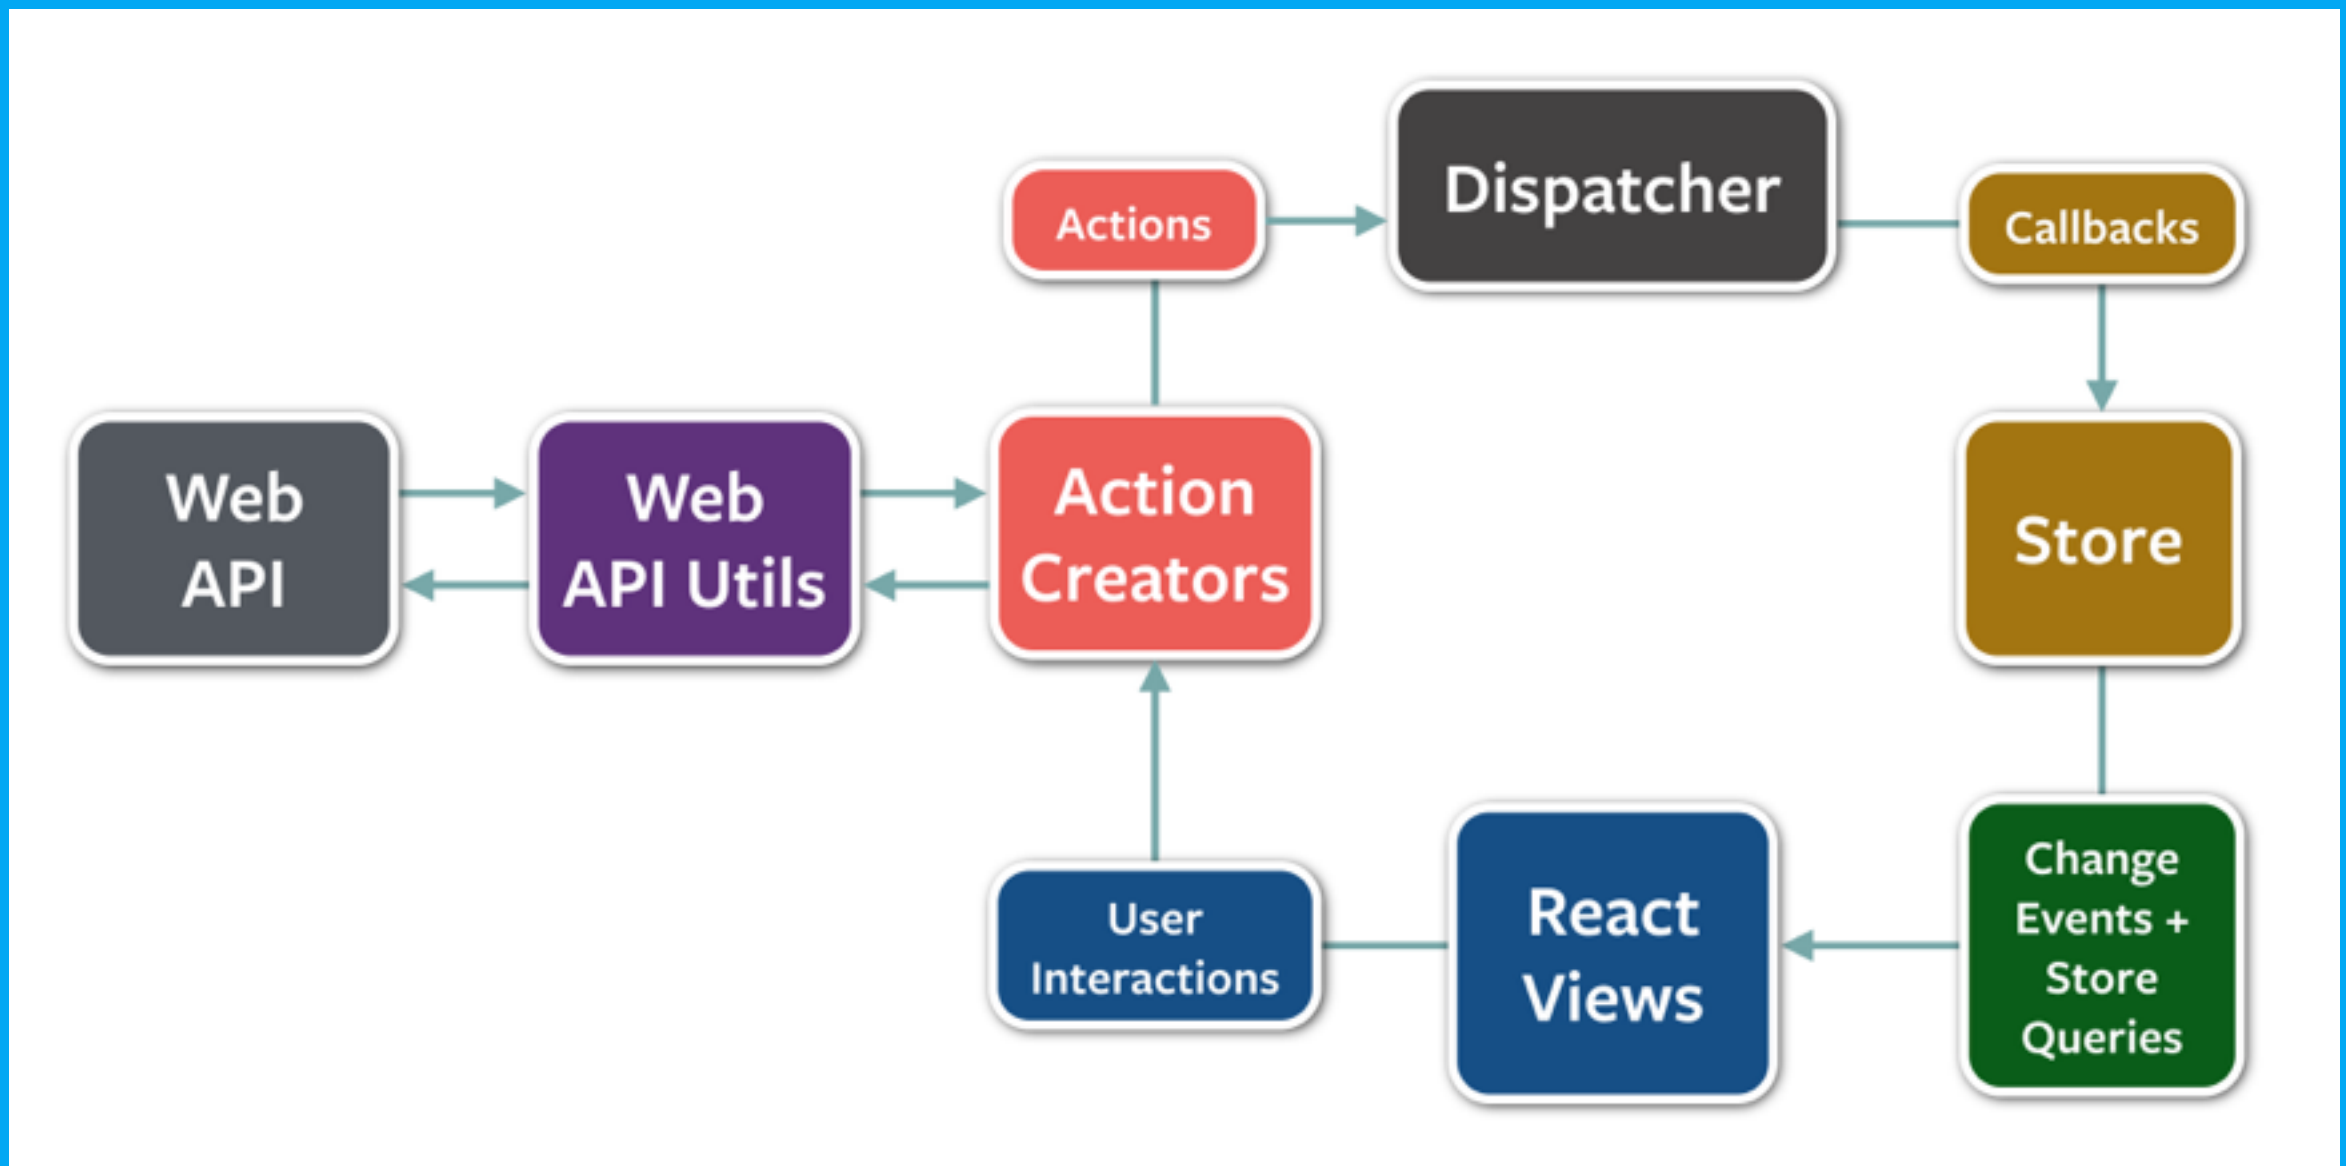 Actions
Dispatcher
Callbacks
Web
API
Web
API Utils
Action
Creators
Store
User
Interactions
React
Views
Change
Events +
Store
Queries